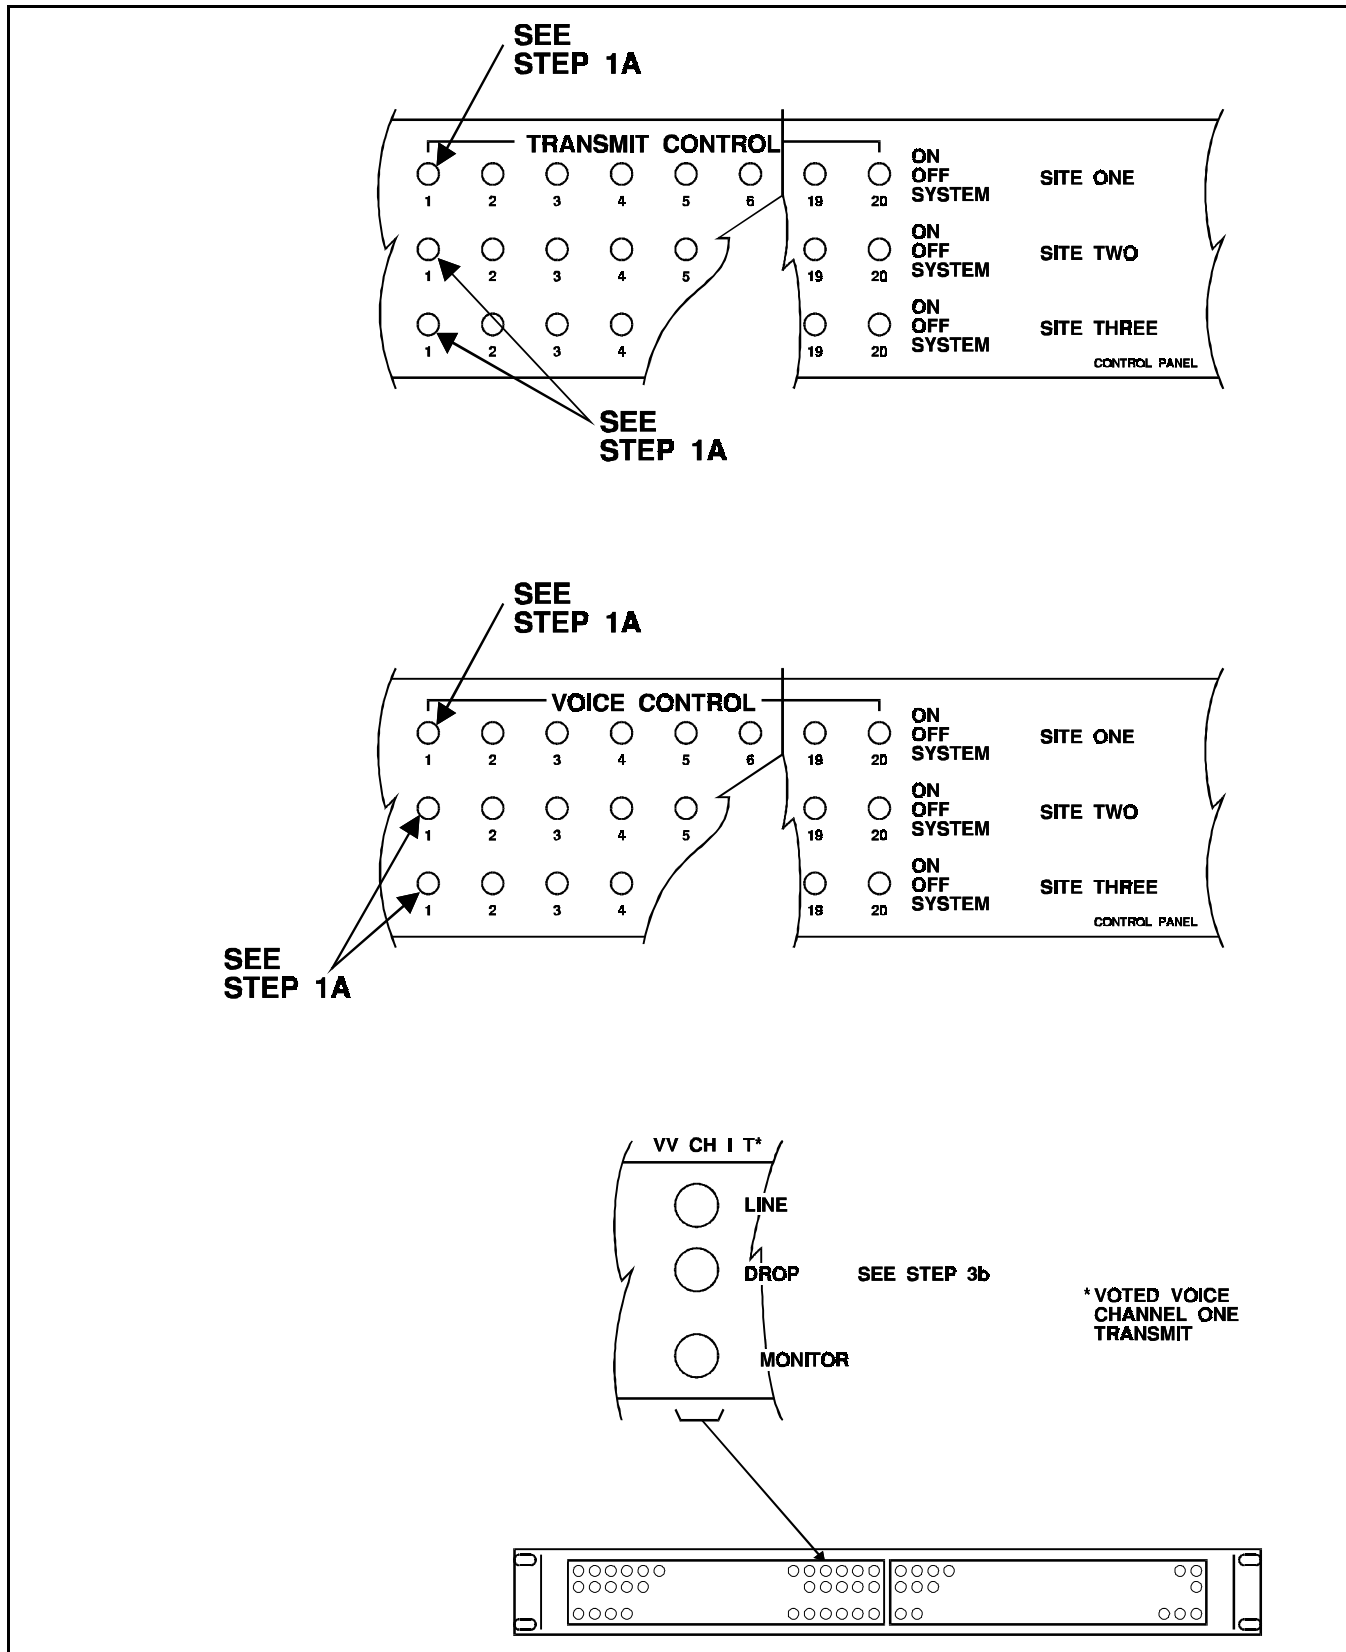 SEE
STEP 1A
TRANSMIT CONTROL
ON
OFF
SYSTEM
SITE ONE
1 2 3 4 5 6 19 20
ON
OFF
SYSTEM
SITE TWO
1 2 3 4 5 19 20
ON
OFF
SYSTEM
SITE THREE
1 2 3 4 19 20
CONTROL PANEL
SEE
STEP 1A
SEE
STEP 1A
VOICE CONTROL
ON
OFF
SYSTEM
SITE ONE
1 2 3 4 5 6 19 20
ON
OFF
SYSTEM
SITE TWO
1 2 3 4 5 19 20
ON
OFF
SYSTEM
SITE THREE
1 2 3 4 19 20
CONTROL PANEL
SEE
STEP 1A
VV CH I T*
LINE
DROP SEE STEP 3b
MONITOR
* VOTED VOICE
CHANNEL ONE
TRANSMIT